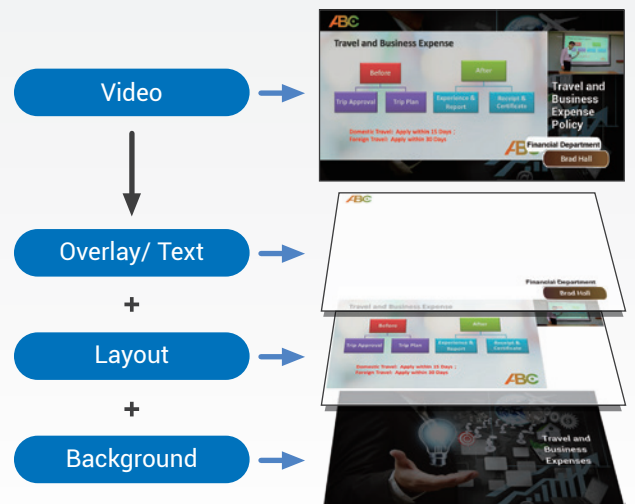 Video
ABC
Travel and Business Expense
Before
After
Trip Approval
Trip Plan
Experience &
Report
Receipt &
Certificate
Domestic Travel: Apply within 15 Days ;
Foreign Travel: Apply within 30 Days
ABC
Travel and
Business
Expense
Policy
Financial Department
Brad Hall
Overlay/ Text
ABC
Financial Department
Brad Hall
+
Layout
Travel and Business Expense
Before
After
Trip Approval
Trip Plan
Experience &
Report
Receipt &
Certificate
Domestic Travel: Apply within 15 Days ;
Foreign Travel: Apply within 30 Days
ABC
+
Background
Travel and
Business
Expenses